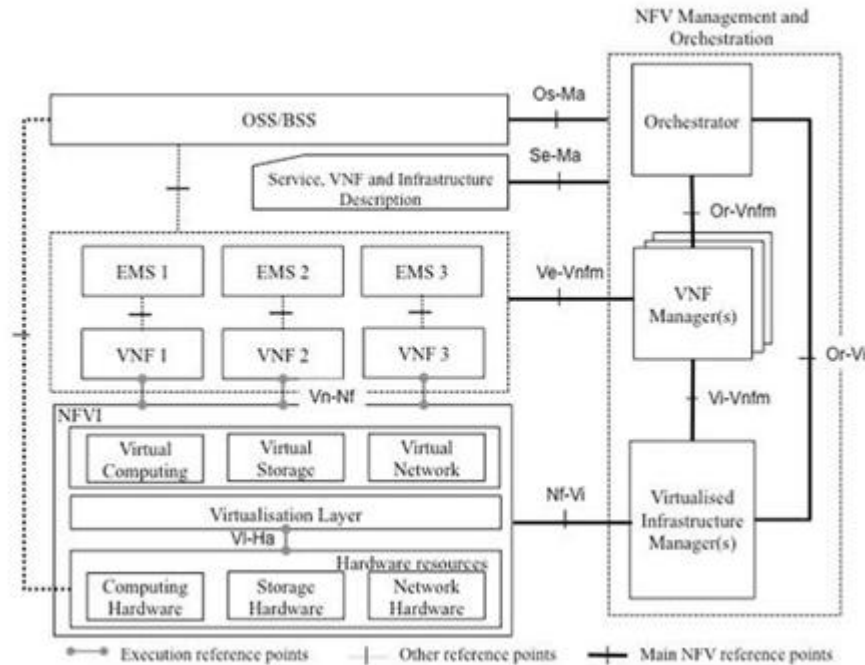 NFV Management and
Orchestration
Os-Ma
OSS/BSS
Orchestrator
Se-Ma
Service, VNF and Infrastructure
Description
Or-Vnfm
EMS 1
EMS 2
EMS 3
Ve-Vnfm
VNF
Manager(s)
VNF 1
VNF 2
VNF 3
Or-Vi
Vn-Nf
Vi-Vnfm
NFVI
Virtual
Computing
Virtual
Storage
Virtual
Network
Nf-Vi
Virtualised
Infrastructure
Manager(s)
Virtualisation Layer
Vl-Ha
Hardware resources
Computing
Hardware
Storage
Hardware
Network
Hardware
Execution reference points
Other reference points
Main NFV reference points